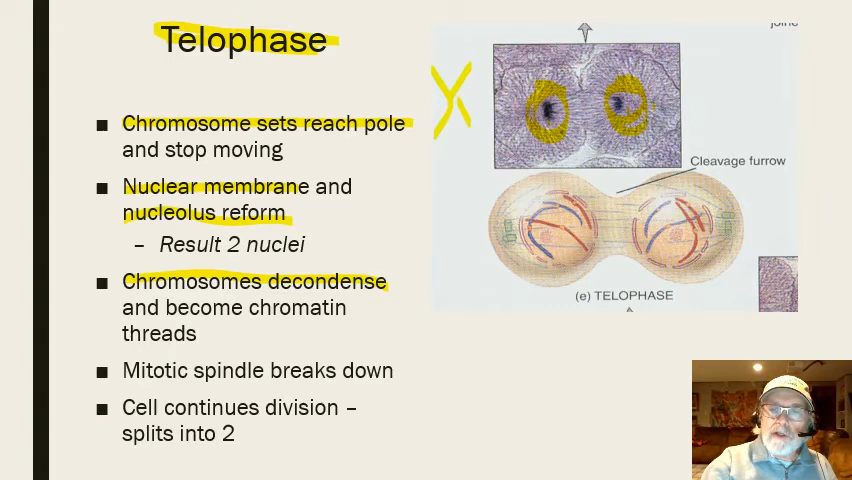 Telophase
Chromosome sets reach pole
and stop moving
Nuclear membrane and
nucleolus reform
– Result 2 nuclei
Chromosomes decondense
and become chromatin
threads
Mitotic spindle breaks down
Cell continues division –
splits into 2
Cleavage furrow
(e) TELOPHASE